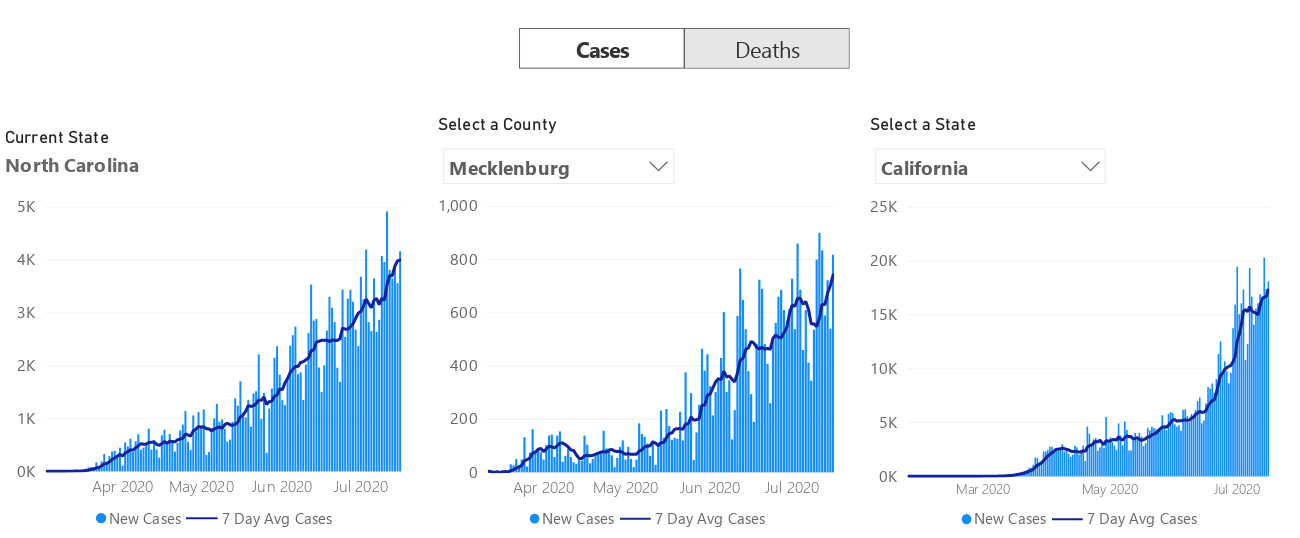 Cases Deaths
Current State
North Carolina
5K
4K
3K
2K
1K
0K
Apr 2020 May 2020 Jun 2020 Jul 2020
New Cases 7 Day Avg Cases
Select a County
Mecklenburg
1,000
800
600
400
200
0
Apr 2020 May 2020 Jun 2020 Jul 2020
New Cases 7 Day Avg Cases
Select a State
California
25K
20K
15K
10K
5K
0K
Mar 2020 May 2020 Jul 2020
New Cases 7 Day Avg Cases